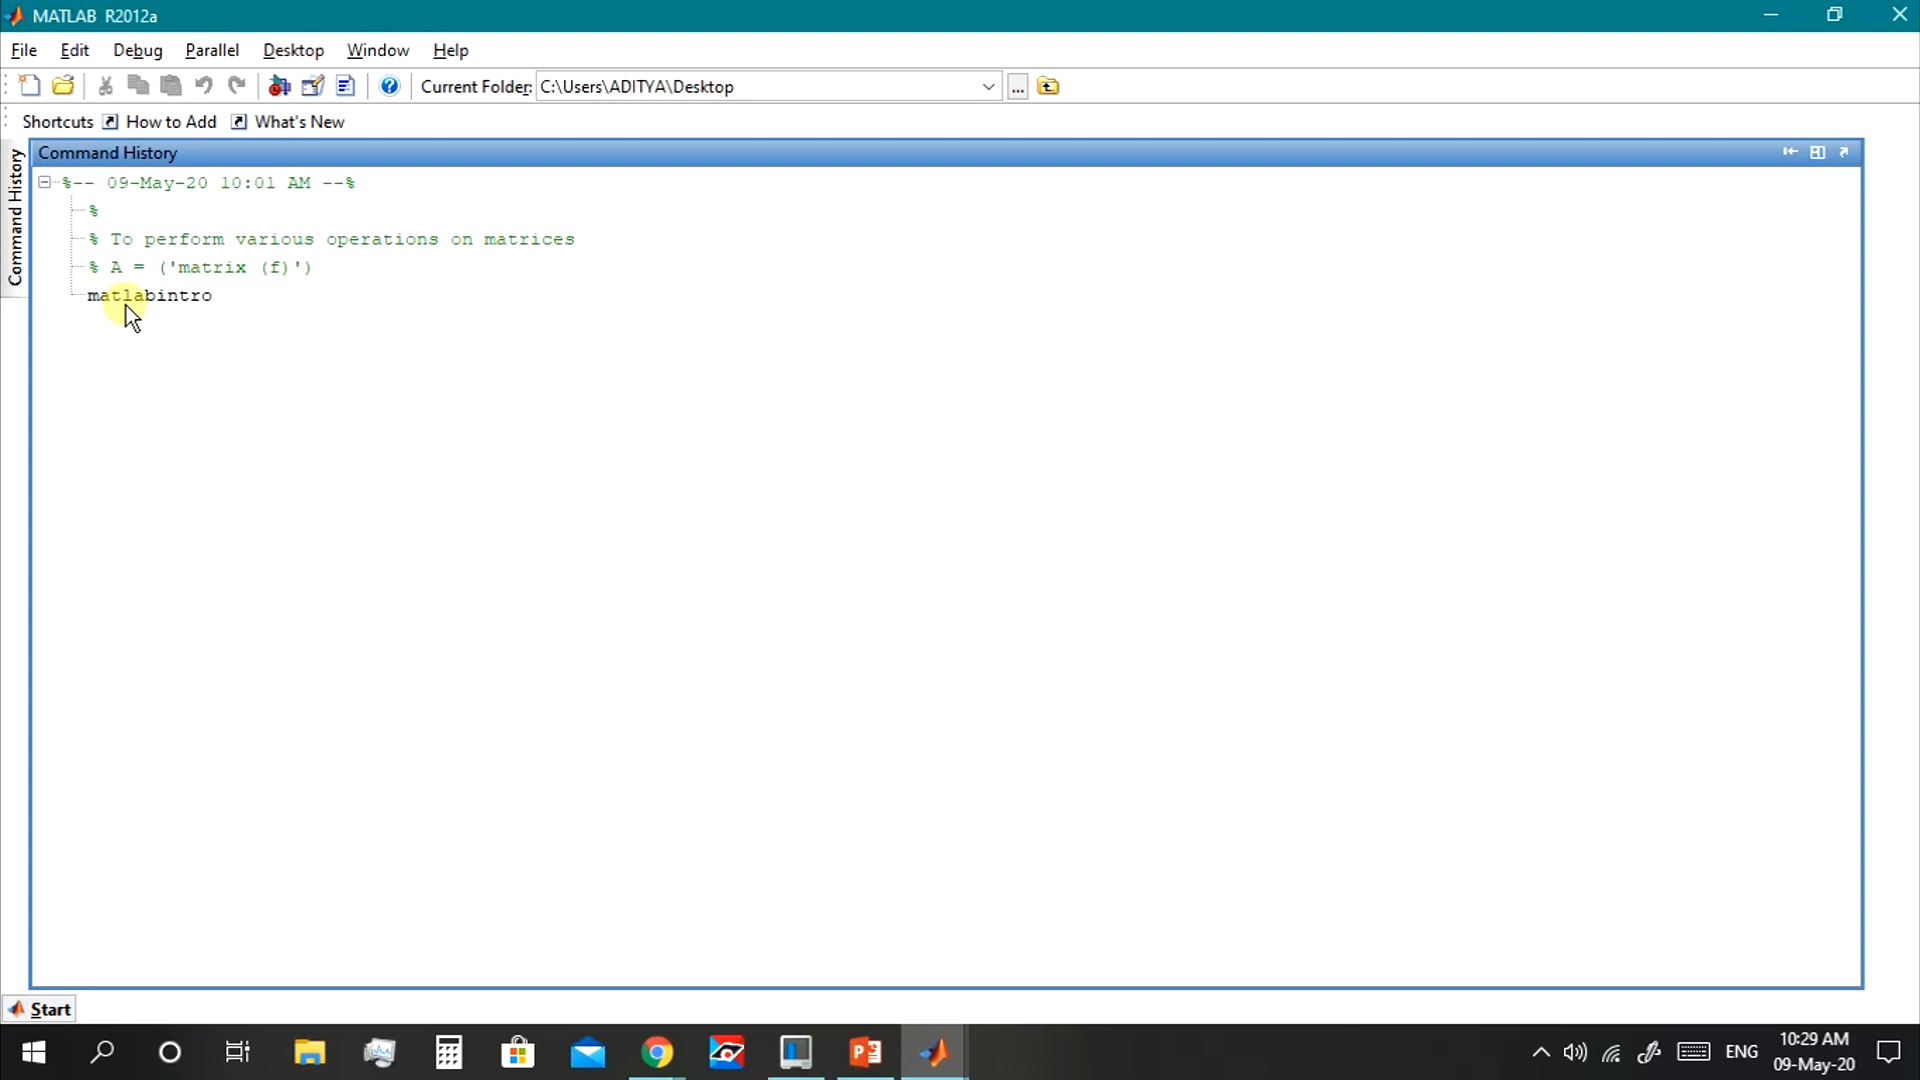 MATLAB R2012a
File Edit Debug Parallel Desktop Window Help
Current Folder: C:\Users\ADITYA\Desktop ...
Shortcuts How to Add What's New
Command History
Command History
%-- 09-May-20 10:01 AM --%
%
% To perform various operations on matrices
% A = ('matrix (f)')
matlabintro
Start
ENG
10:29 AM
09-May-20